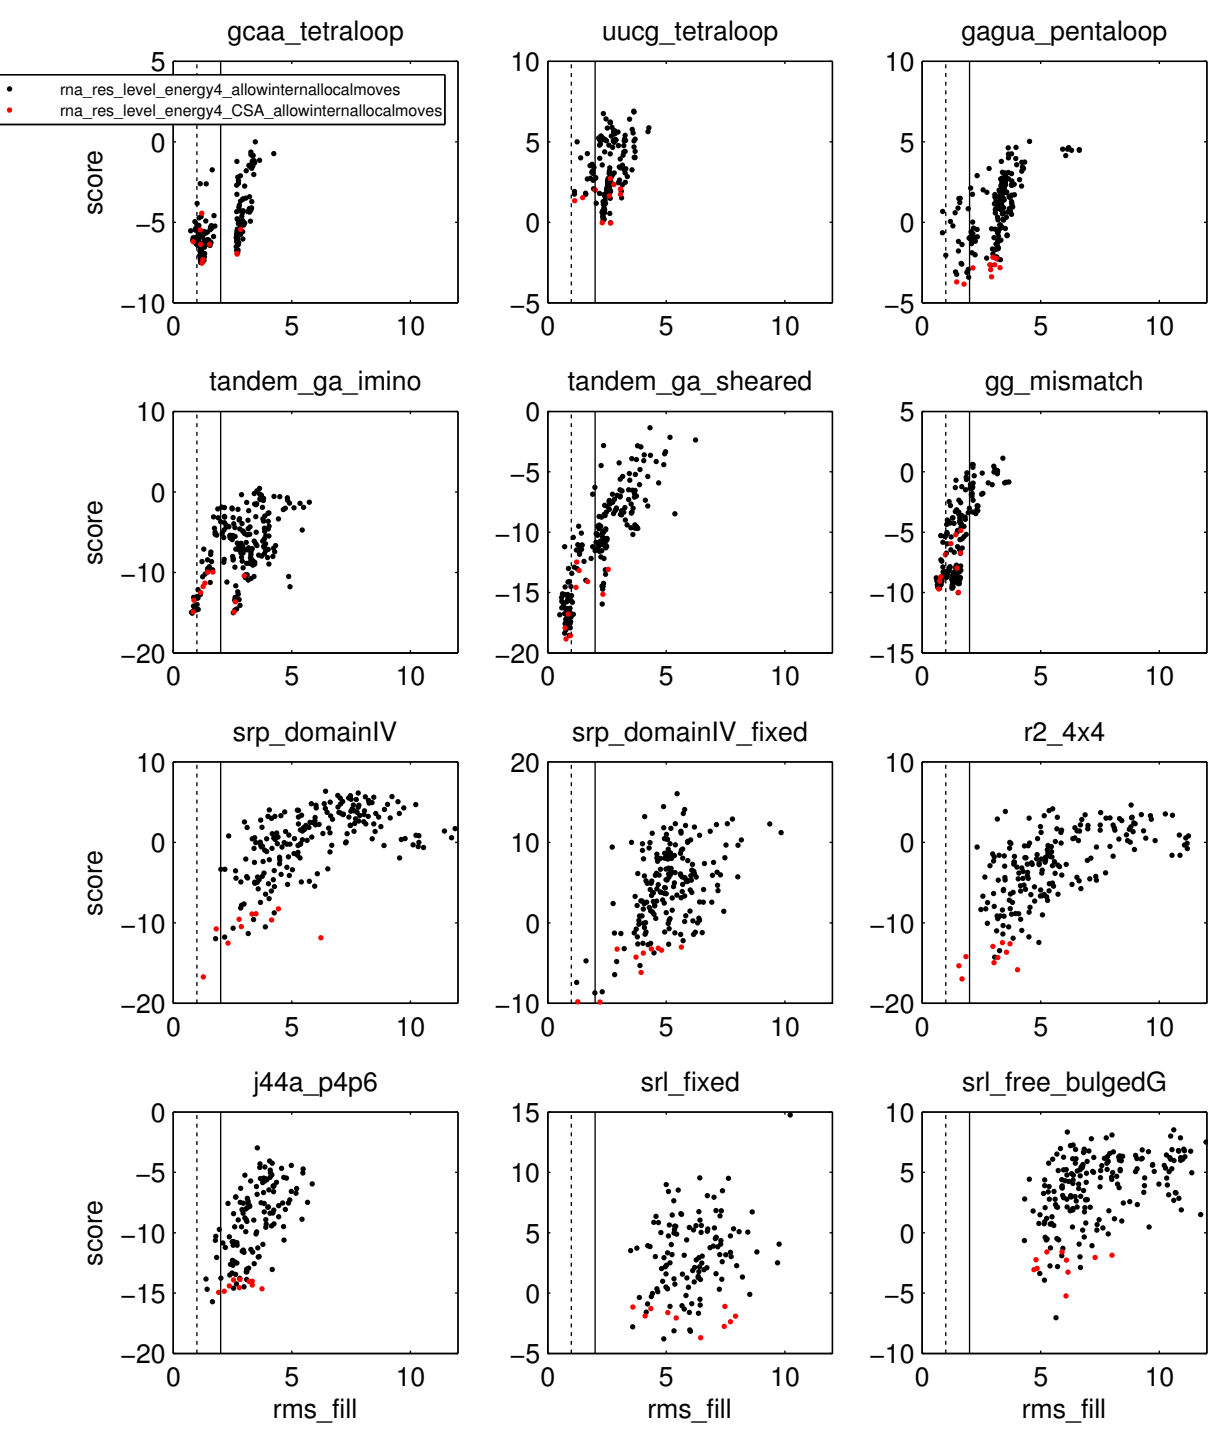 gcaa_tetraloop uucg_tetraloop gagua_pentaloop
5 10 10
rna_res_level_energy4_allowinternallocalmoves
rna_res_level_energy4_CSA_allowinternallocalmoves
0 5 5
score
−5 0 0
−10 −5 −5
0 5 10 0 5 10 0 5 10
tandem_ga_imino tandem_ga_sheared gg_mismatch
10 0 5
0 −5 0
score
−10 −10 −5
−15 −10
−20 −20 −15
0 5 10 0 5 10 0 5 10
srp_domainIV srp_domainIV_fixed r2_4x4
10 20 10
0 10 0
score
−10 0 −10
−20 −10 −20
0 5 10 0 5 10 0 5 10
j44a_p4p6 srl_fixed srl_free_bulgedG
0 15 10
−5 10 5
score
−10 5 0
−15 0 −5
−20 −5 −10
0 5 10 0 5 10 0 5 10
rms_fill rms_fill rms_fill